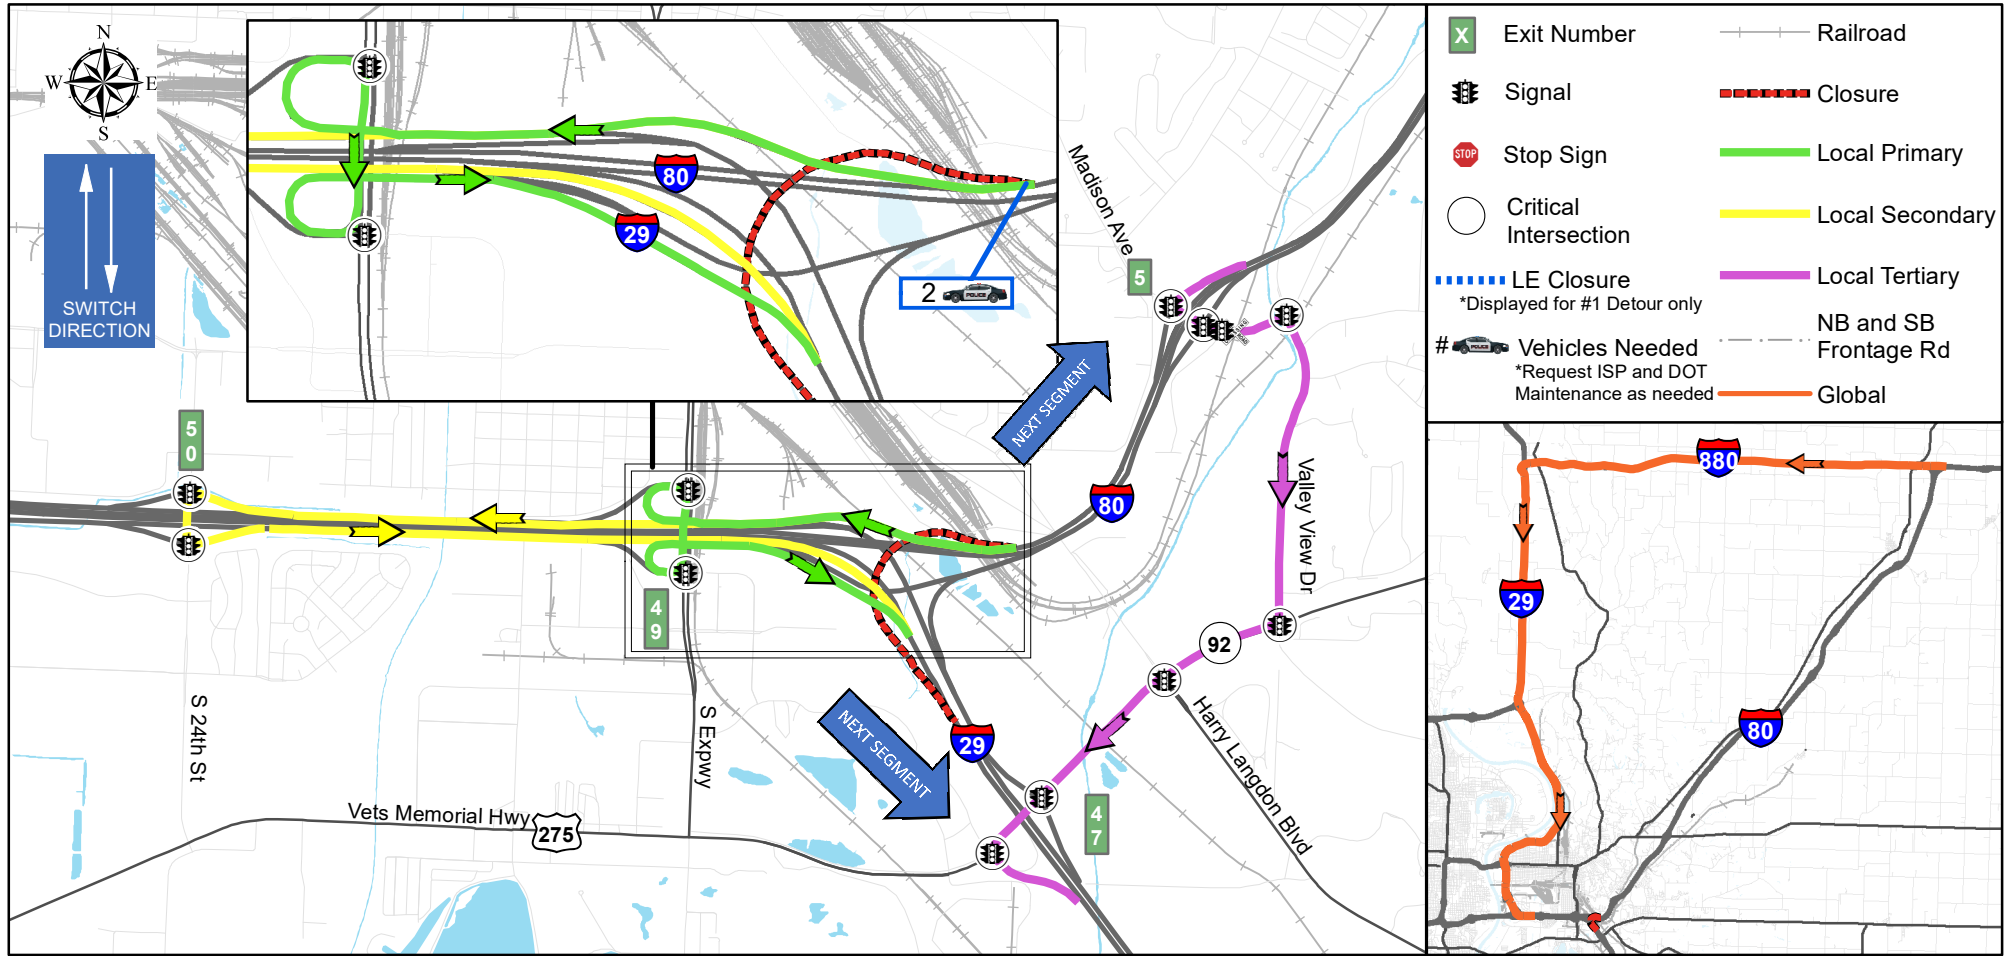 N
W E
S
SWITCH
DIRECTION
80
29
2
POLICE
Madison Ave
5
NEXT SEGMENT
5
0
80
Valley View Dr
4
9
92
S 24th St
S Expwy
NEXT SEGMENT
29
Harry Langdon Blvd
4
7
Vets Memorial Hwy
275
X Exit Number
Signal
STOP Stop Sign
Critical
Intersection
LE Closure
*Displayed for #1 Detour only
# Vehicles Needed
*Request ISP and DOT
Maintenance as needed
Railroad
Closure
Local Primary
Local Secondary
Local Tertiary
NB and SB
Frontage Rd
Global
880
29
80